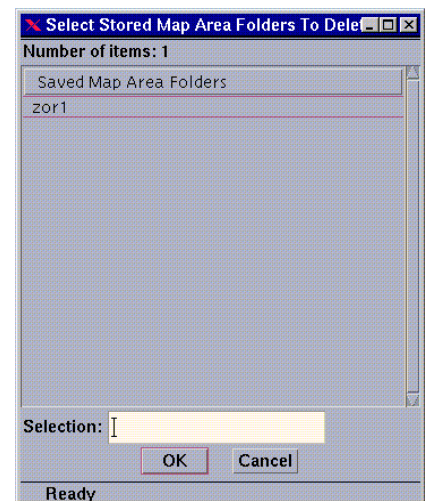 Select Stored Map Area Folders To Delet
Number of items: 1
Saved Map Area Folders
zor1
Selection:
OK Cancel
Ready